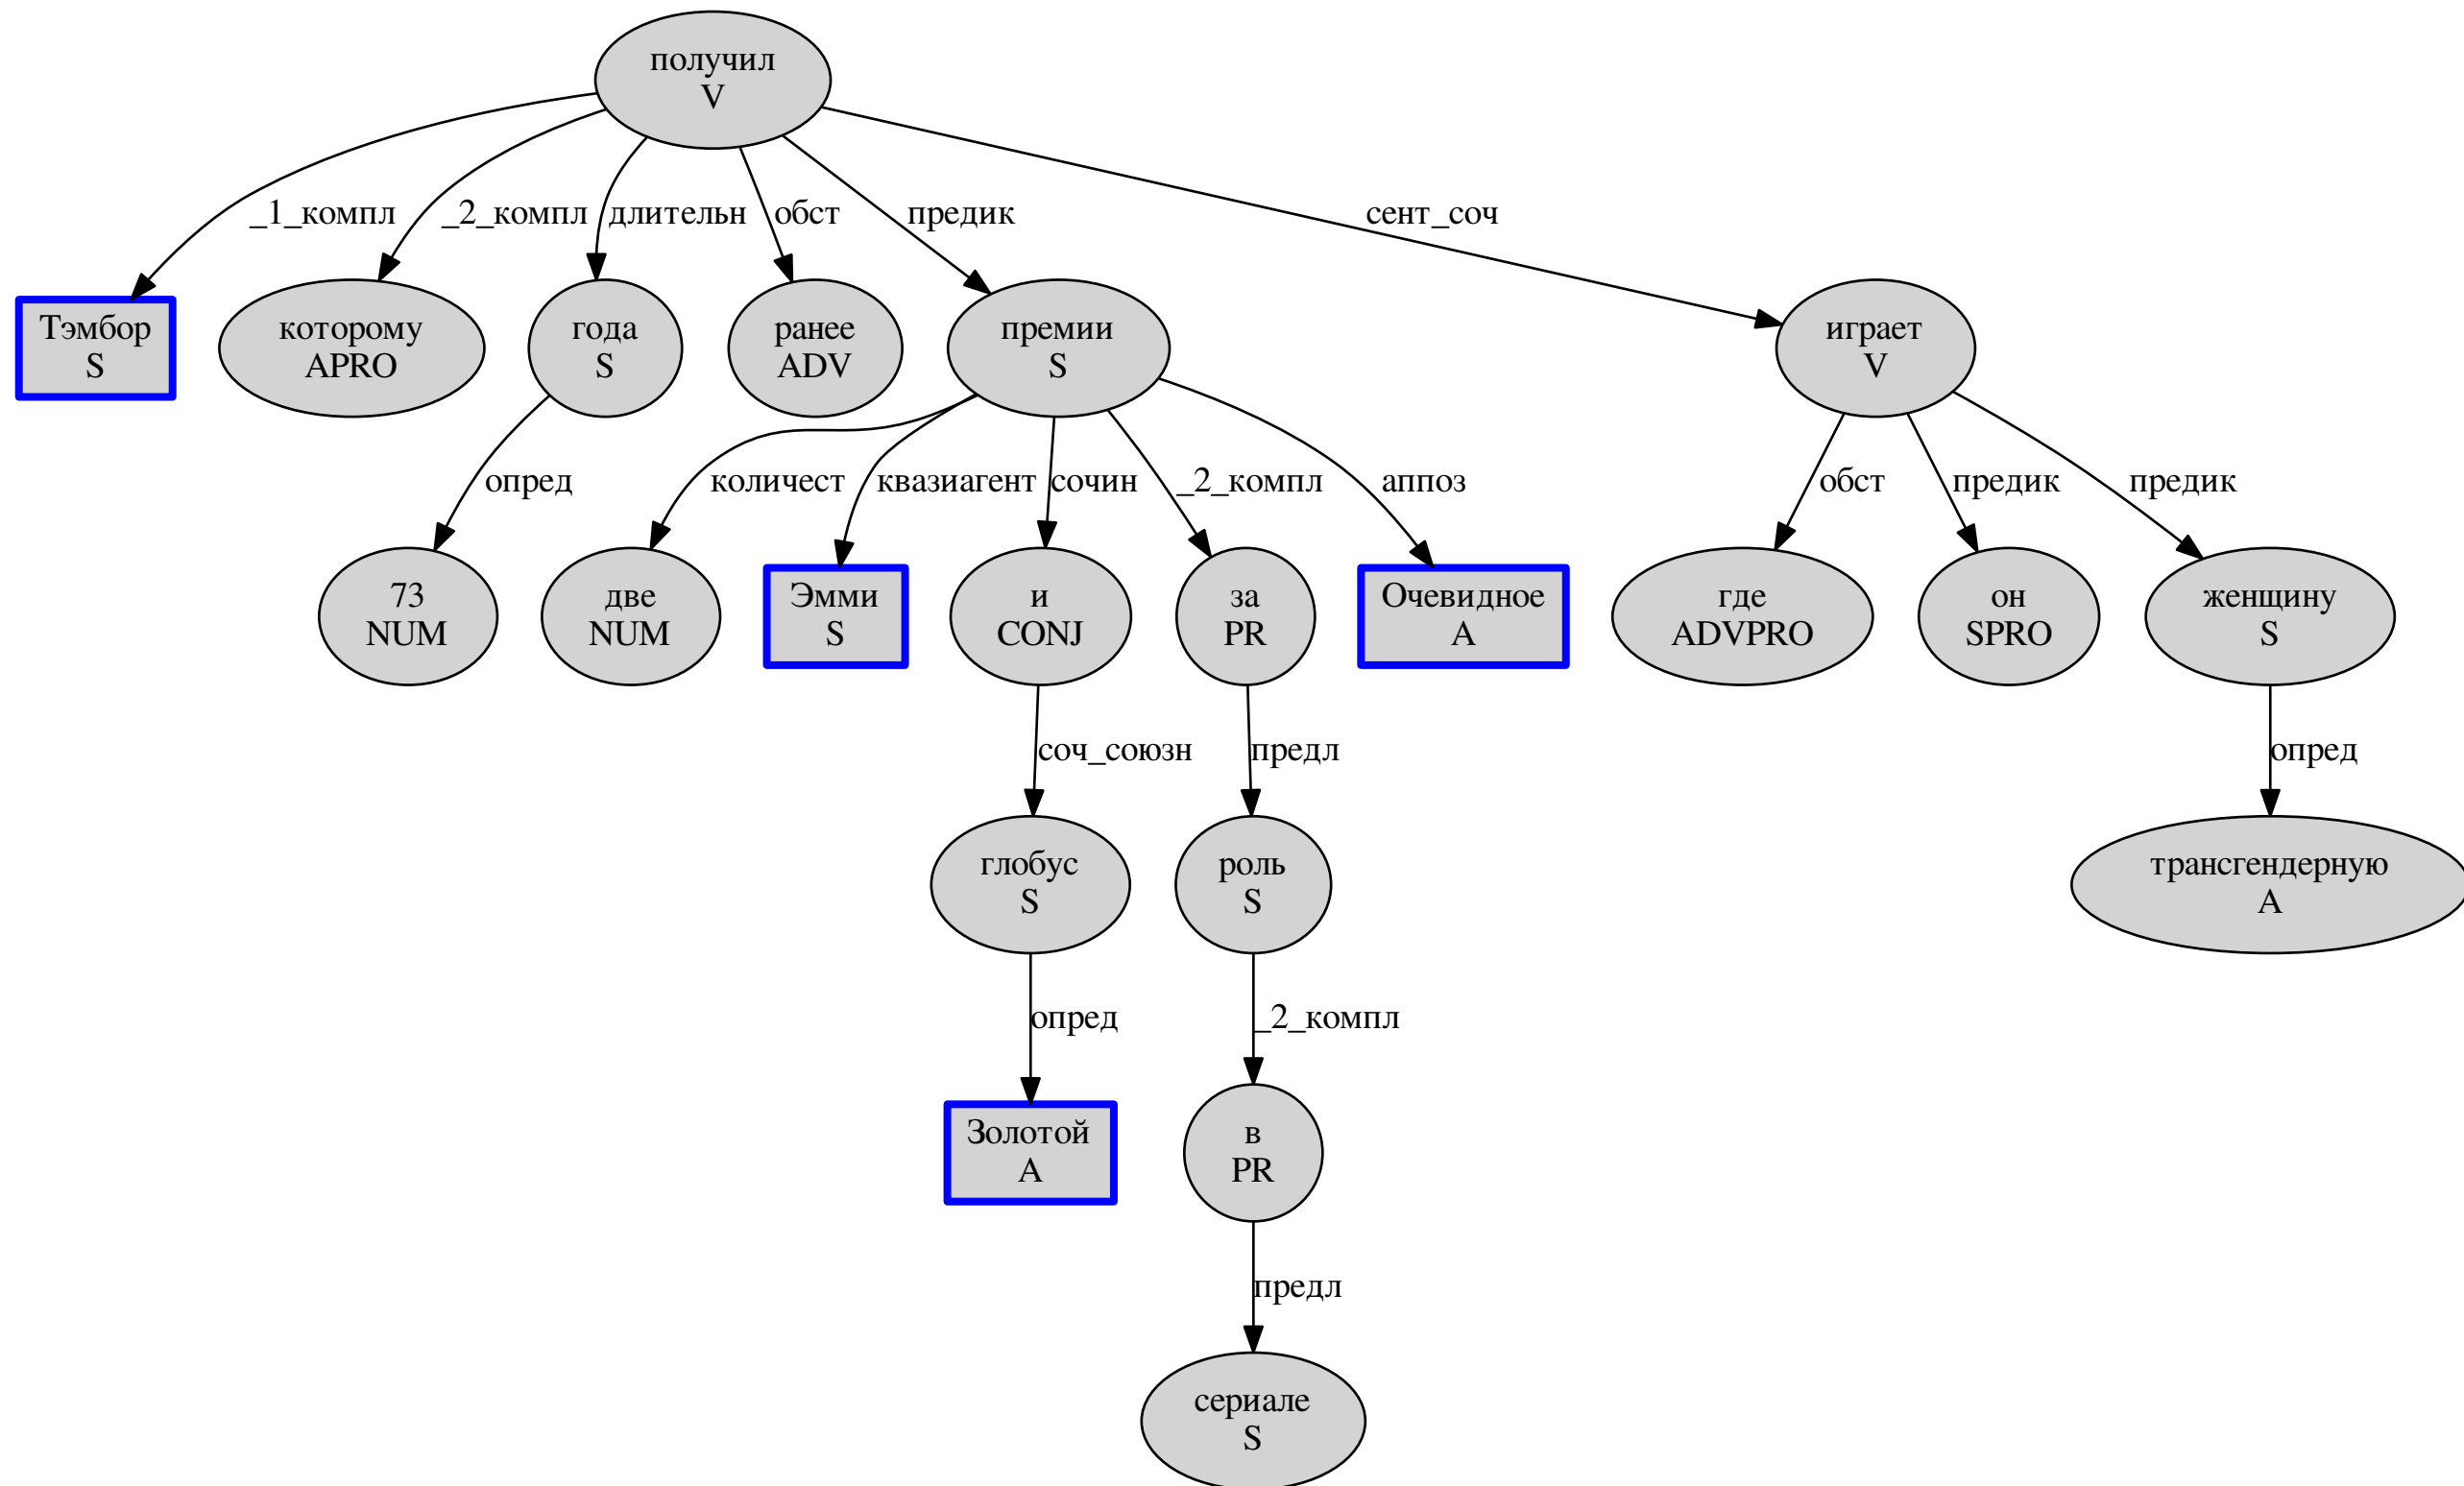 получил
V
_1_компл
_2_компл
длительн
обст
предик
сент_соч
Тэмбор
S
которому
APRO
года
S
ранее
ADV
премии
S
играет
V
опред
количест
квазиагент
сочин
_2_компл
аппоз
обст
предик
предик
73
NUM
две
NUM
Эмми
S
и
CONJ
за
PR
Очевидное
A
где
ADVPRO
он
SPRO
женщину
S
соч_союзн
предл
опред
глобус
S
роль
S
трансгендерную
A
опред
_2_компл
Золотой
A
в
PR
предл
сериале
S